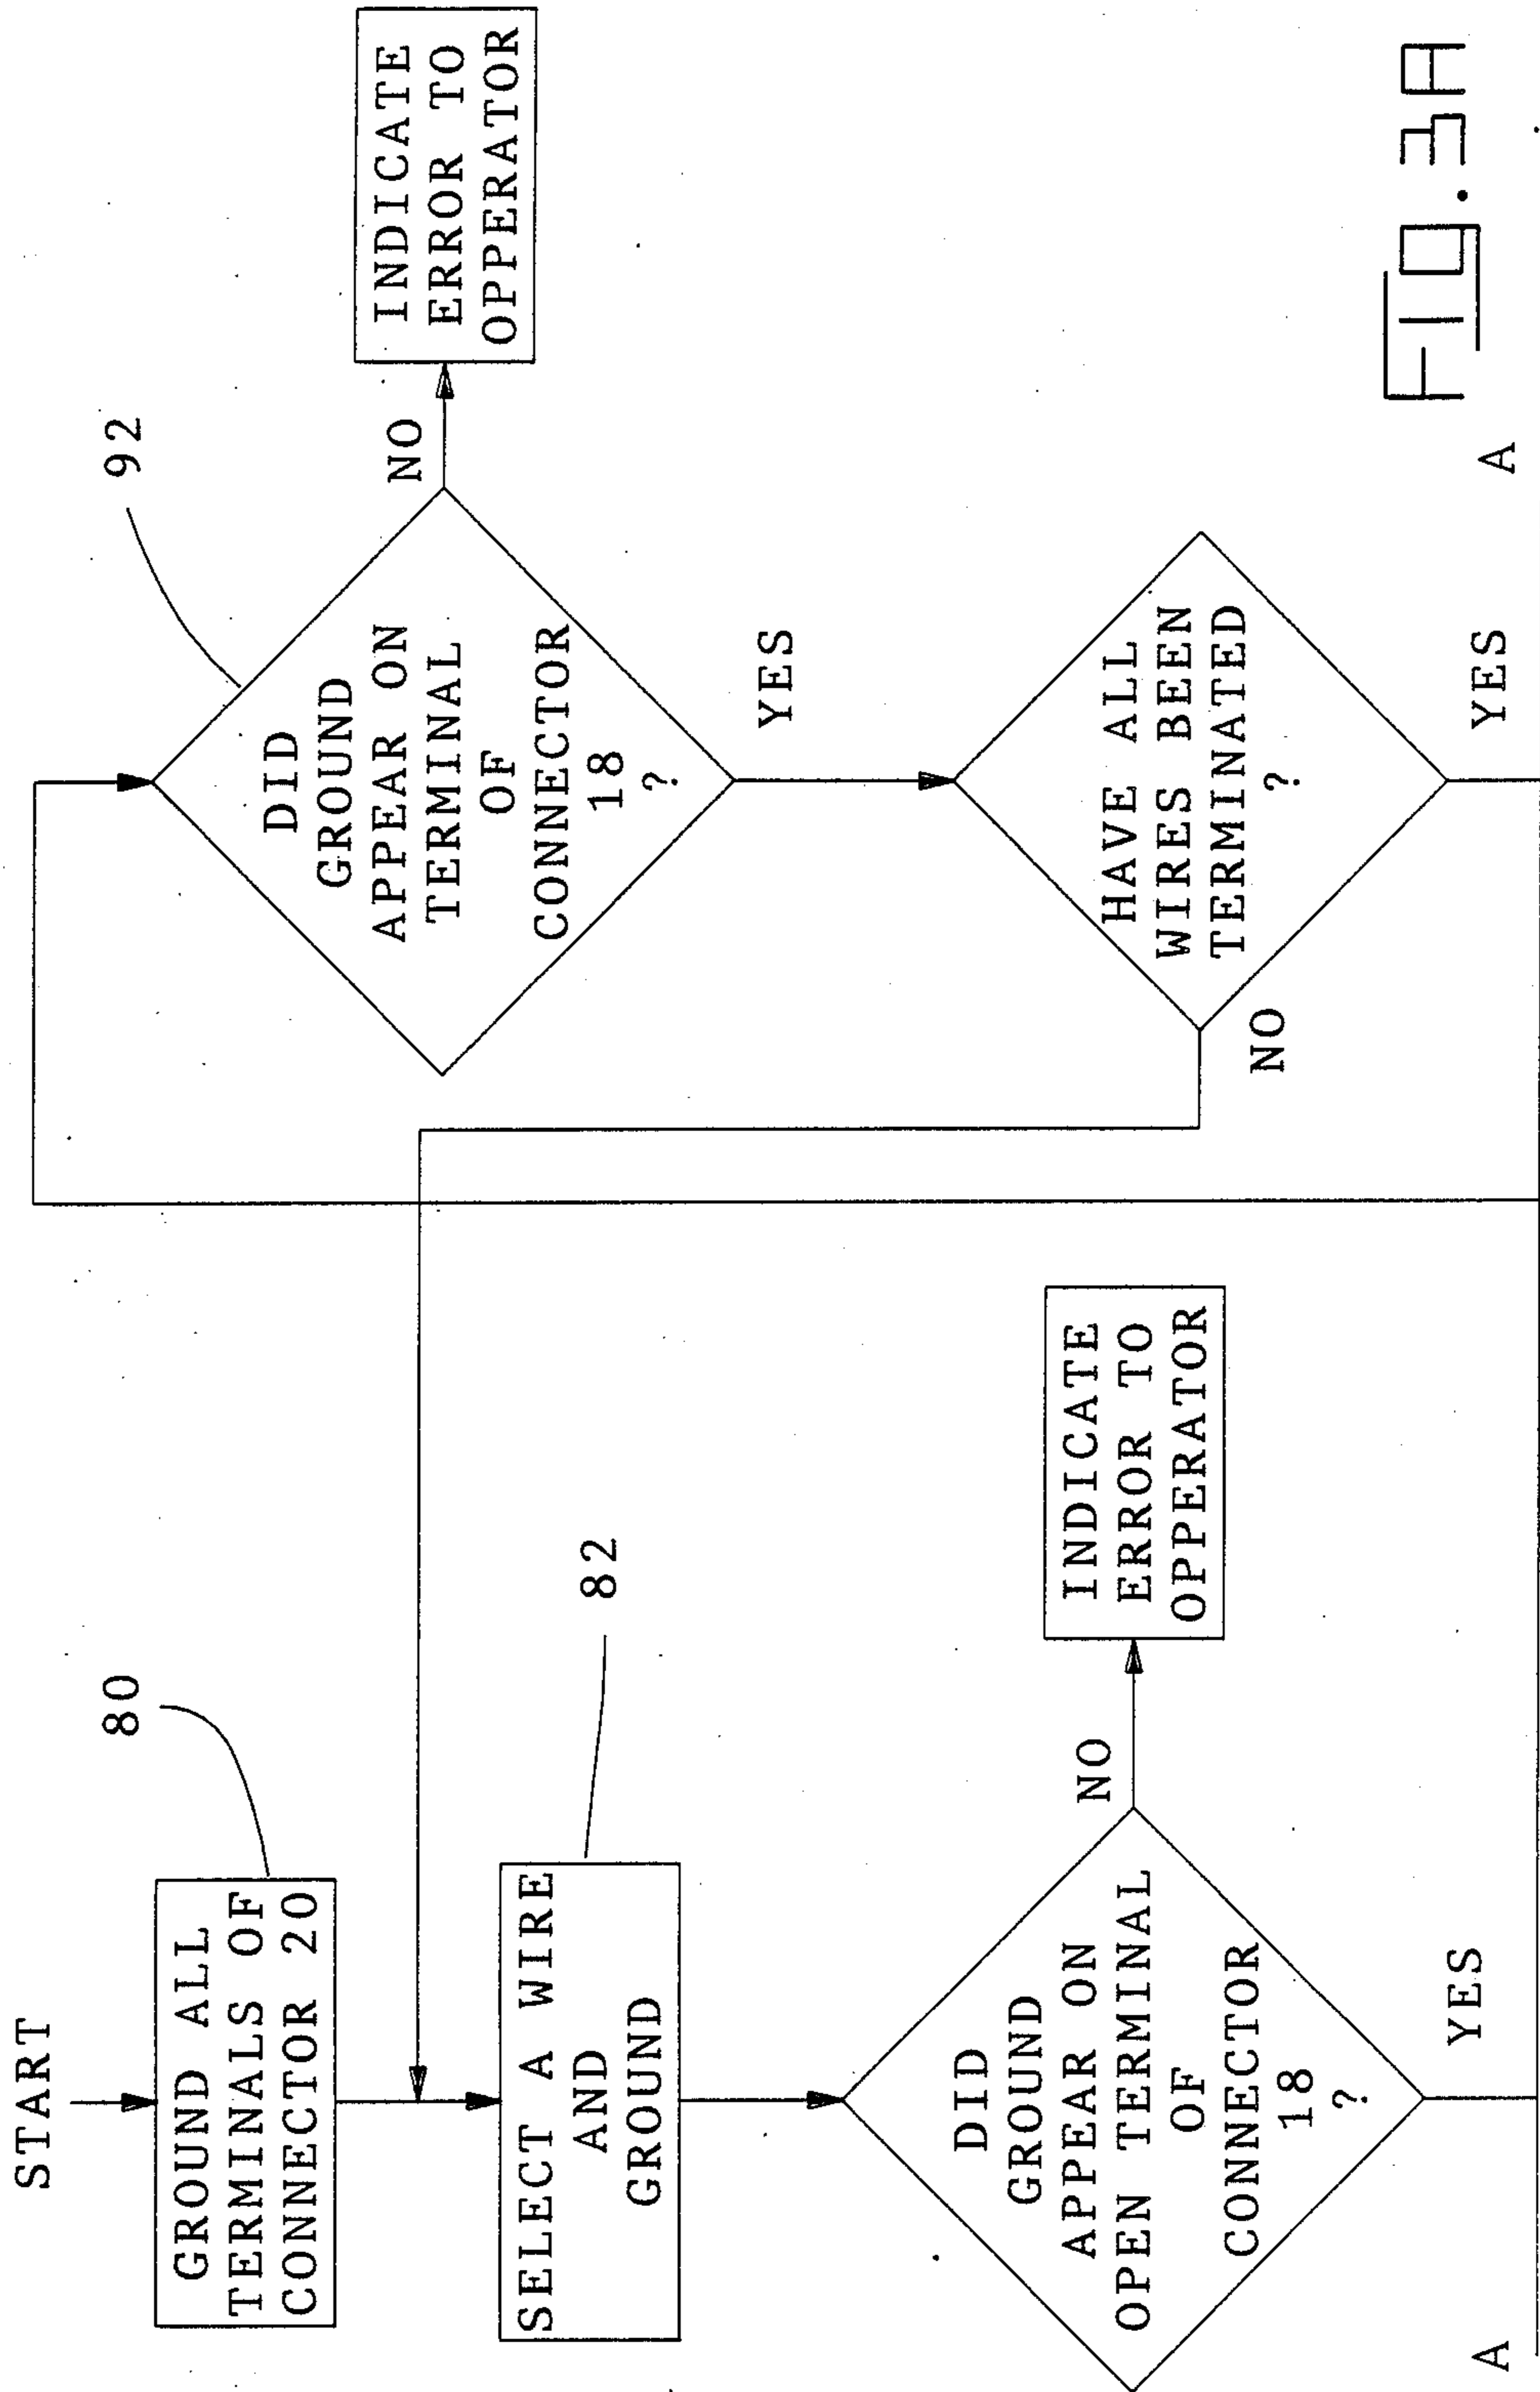 START
80
GROUND ALL
TERMINALS OF
CONNECTOR 20
82
SELECT A WIRE
AND
GROUND
DID
GROUND
APPEAR ON
OPEN TERMINAL
OF
CONNECTOR
18
?
NO
INDICATE
ERROR TO
OPPERATOR
YES
A
92
DID
GROUND
APPEAR ON
TERMINAL
OF
CONNECTOR
18
?
NO
INDICATE
ERROR TO
OPPERATOR
YES
HAVE ALL
WIRES BEEN
TERMINATED
?
NO
YES
A
FIG. 3A